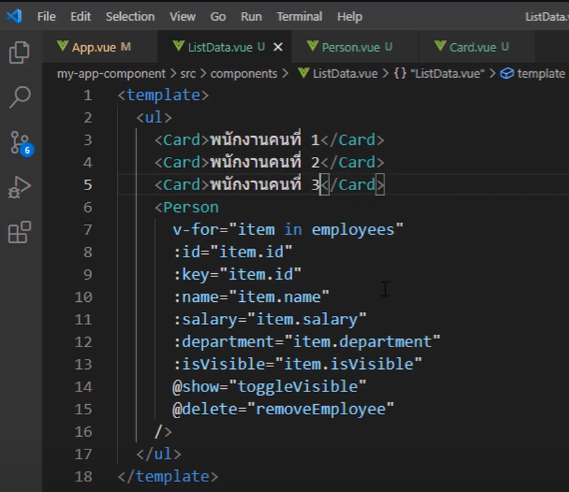 File Edit Selection View Go Run Terminal Help ListData.vu
App.vue M ListData.vue U Person.vue U Card.vue U
my-app-component > src > components > ListData.vue > {} "ListData.vue" > template
1 <template>
2 <ul>
3 <Card>พนักงานคนที่ 1</Card>
4 <Card>พนักงานคนที่ 2</Card>
5 <Card>พนักงานคนที่ 3</Card>
6 <Person
7 v-for="item in employees"
8 :id="item.id"
9 :key="item.id"
10 :name="item.name"
11 :salary="item.salary"
12 :department="item.department"
13 :isVisible="item.isVisible"
14 @show="toggleVisible"
15 @delete="removeEmployee"
16 />
17 </ul>
18 </template>
6